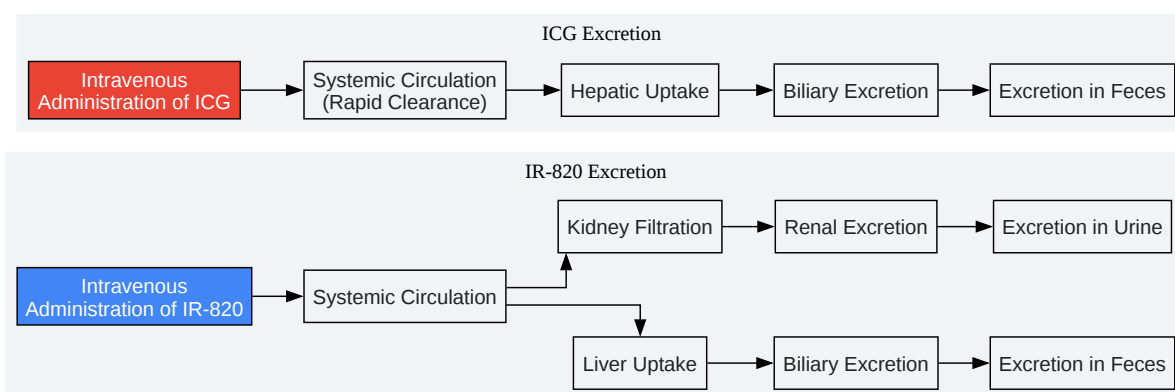 ICG Excretion
Intravenous
Administration of ICG
Systemic Circulation
(Rapid Clearance)
Hepatic Uptake
Biliary Excretion
Excretion in Feces
IR-820 Excretion
Intravenous
Administration of IR-820
Systemic Circulation
Kidney Filtration
Renal Excretion
Excretion in Urine
Liver Uptake
Biliary Excretion
Excretion in Feces